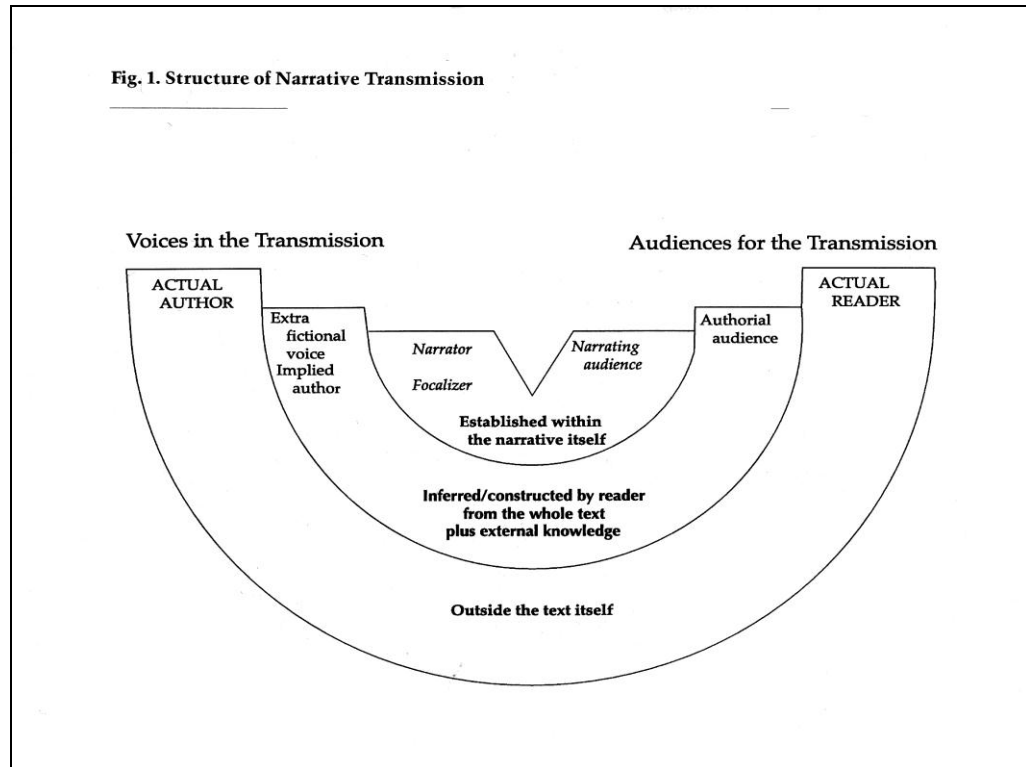 Fig. 1. Structure of Narrative Transmission
Voices in the Transmission
Audiences for the Transmission
ACTUAL
AUTHOR
Extra
fictional
voice
Implied
author
Narrator
Focalizer
Narrating
audience
Authorial
audience
ACTUAL
READER
Established within
the narrative itself
Inferred/constructed by reader
from the whole text
plus external knowledge
Outside the text itself